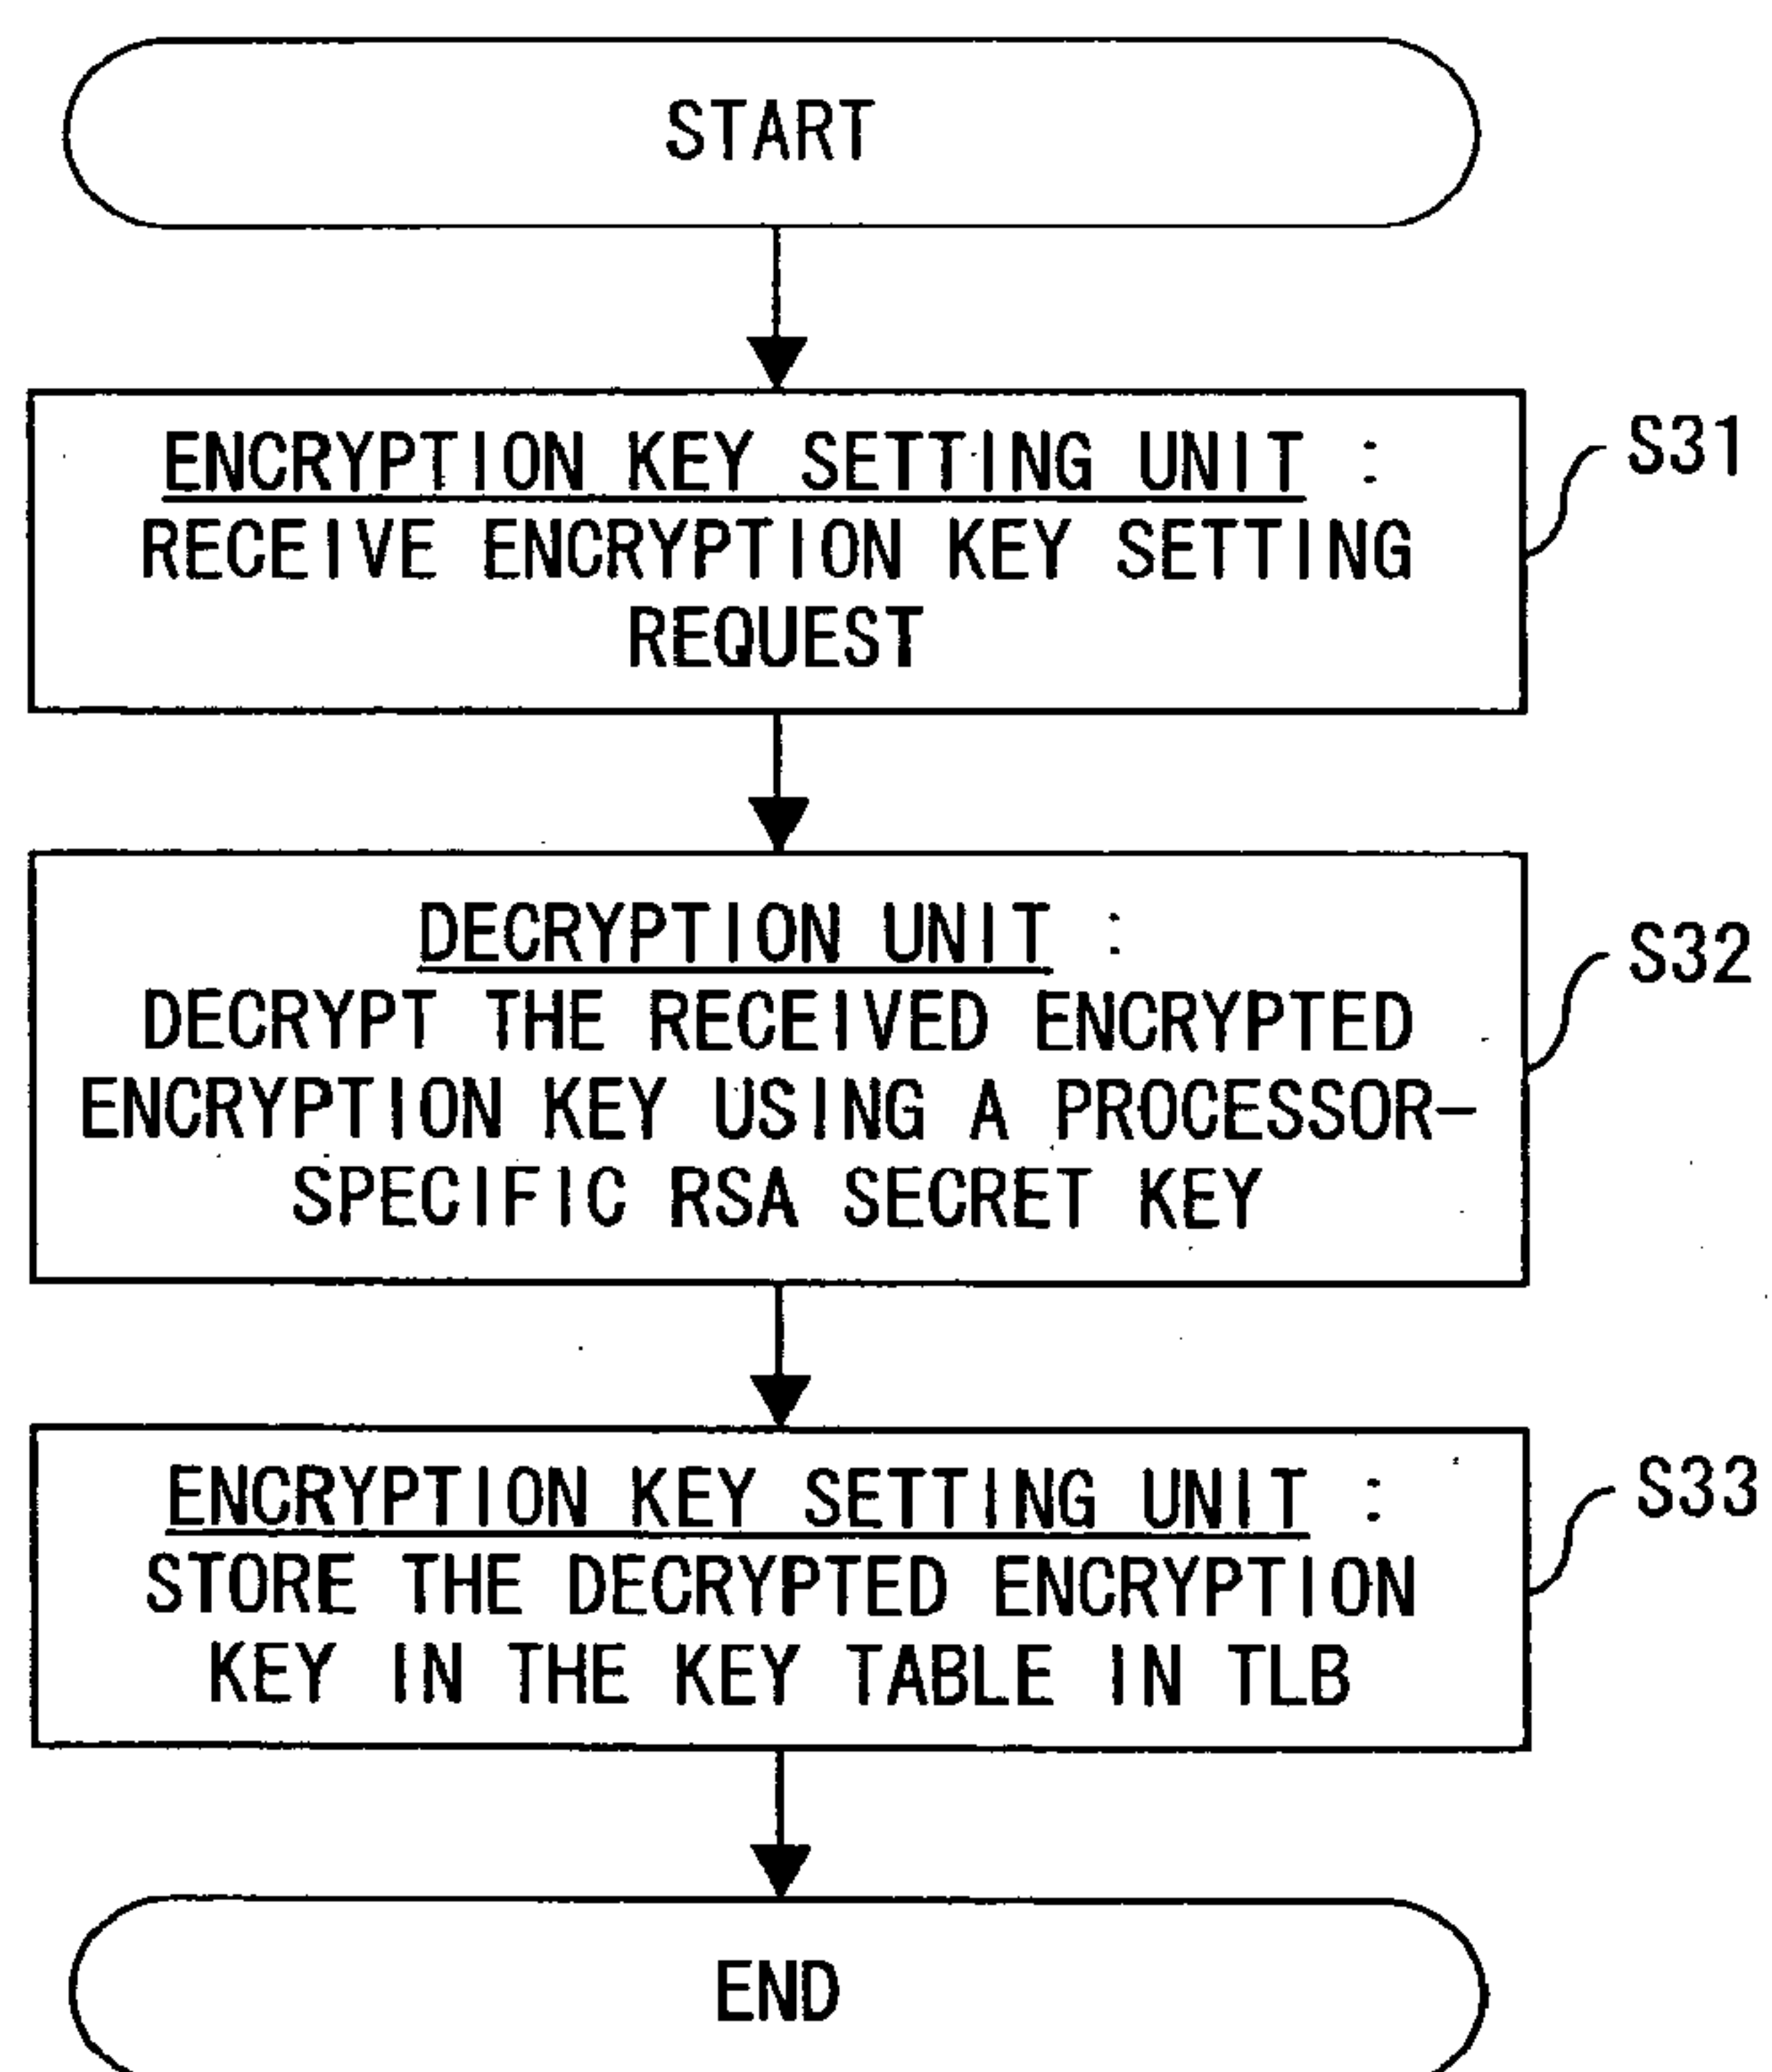 START
ENCRYPTION KEY SETTING UNIT :
RECEIVE ENCRYPTION KEY SETTING
REQUEST
S31
DECRYPTION UNIT :
DECRYPT THE RECEIVED ENCRYPTED
ENCRYPTION KEY USING A PROCESSOR-
SPECIFIC RSA SECRET KEY
S32
ENCRYPTION KEY SETTING UNIT :
STORE THE DECRYPTED ENCRYPTION
KEY IN THE KEY TABLE IN TLB
S33
END